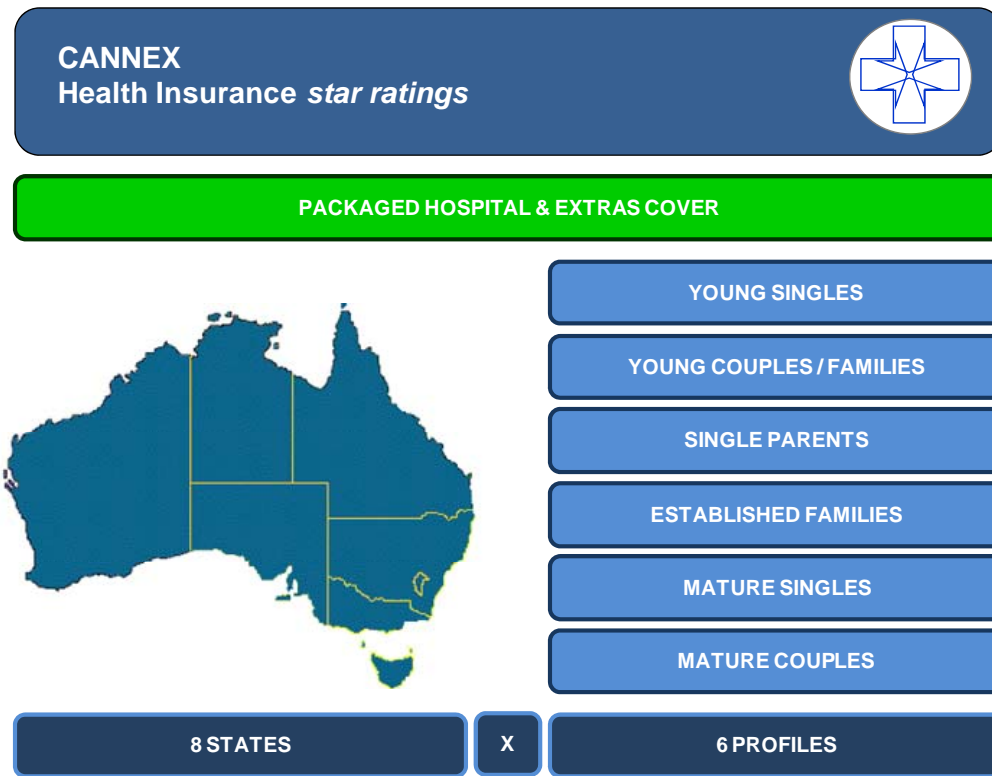 CANNEX
Health Insurance star ratings
PACKAGED HOSPITAL & EXTRAS COVER
YOUNG SINGLES
YOUNG COUPLES / FAMILIES
SINGLE PARENTS
ESTABLISHED FAMILIES
MATURE SINGLES
MATURE COUPLES
8 STATES
X
6 PROFILES